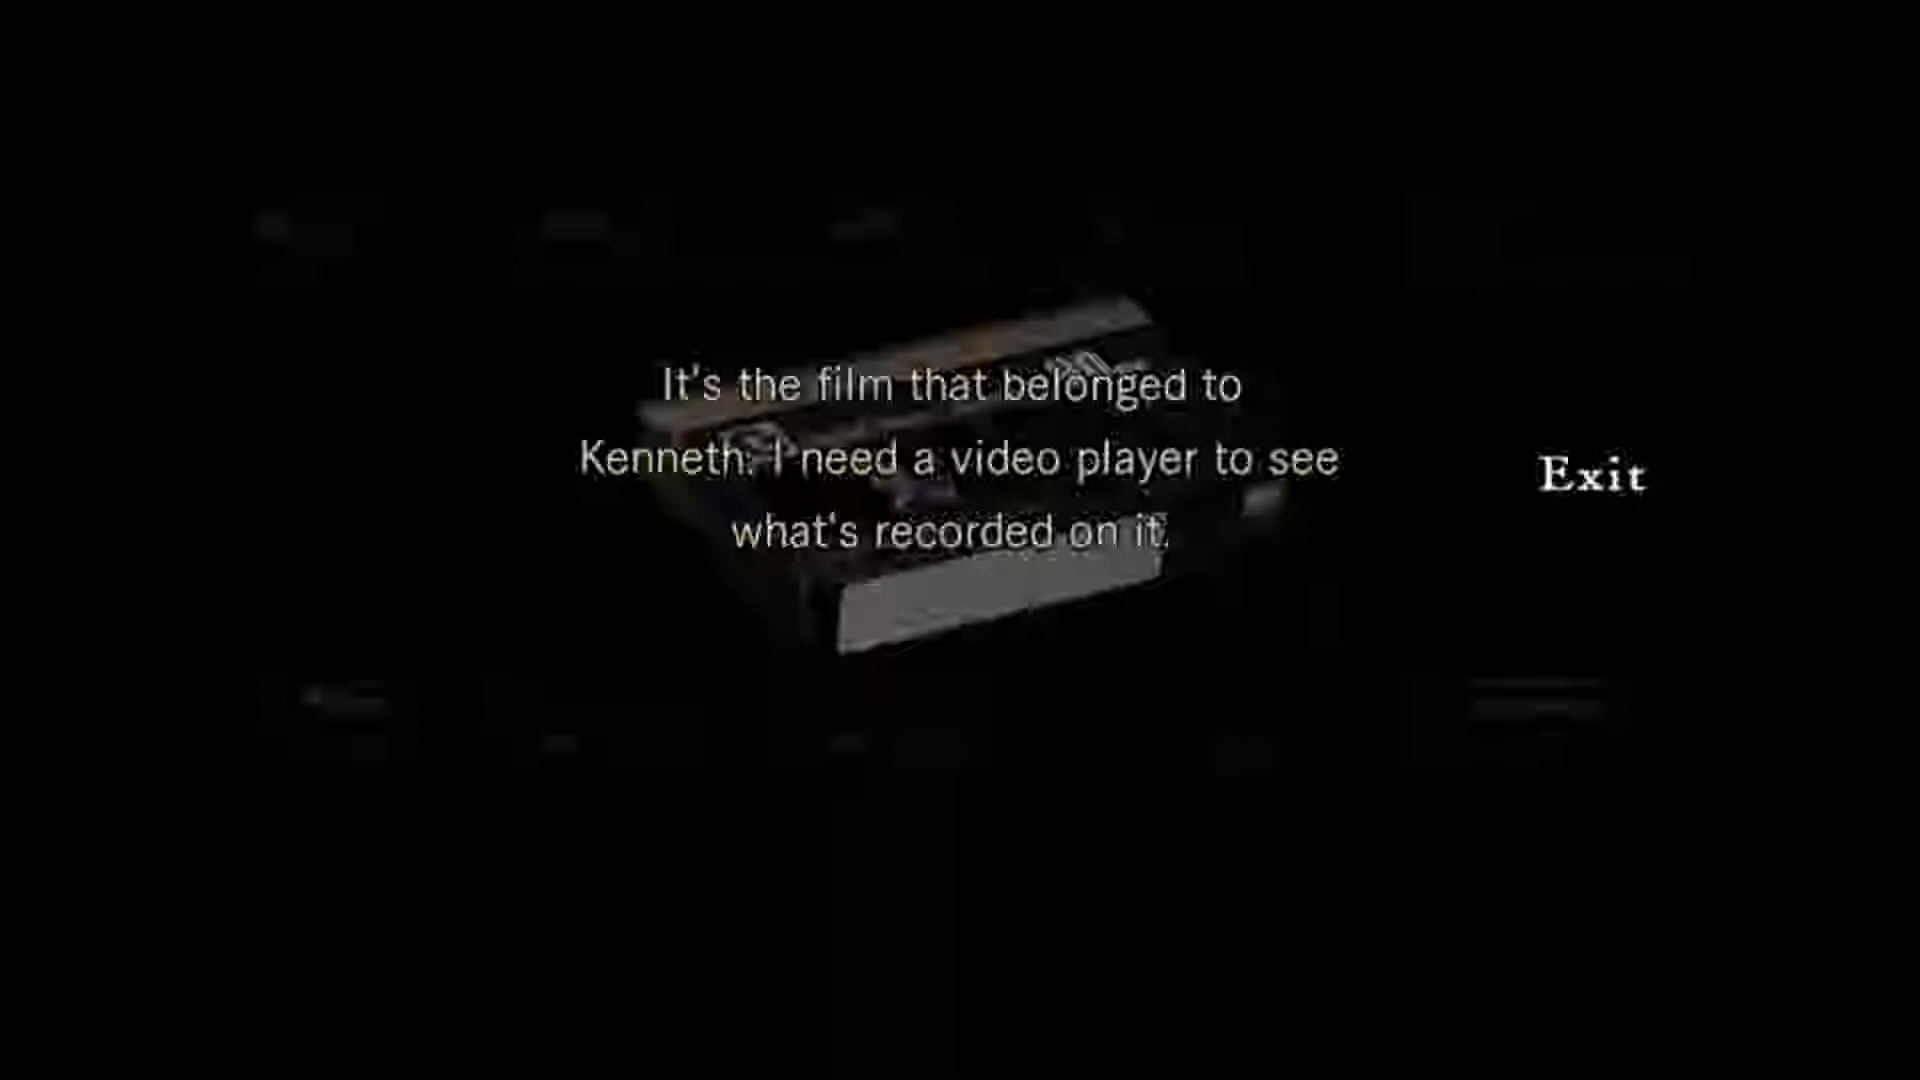 It's the film that belonged to
Kenneth. I need a video player to see
what's recorded on it.
Exit